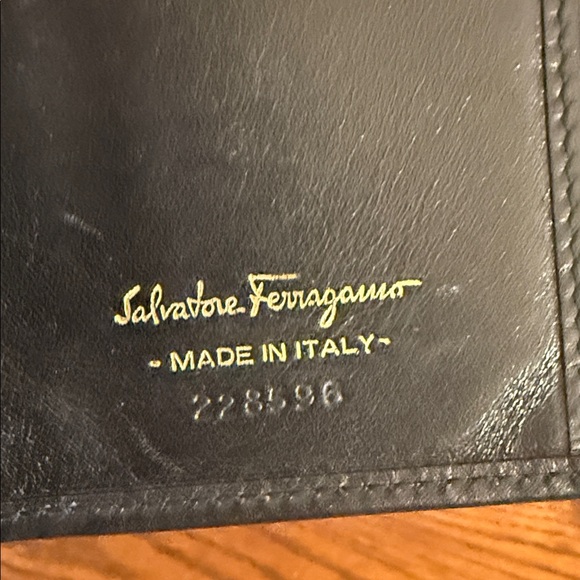 Salvatore Ferragamo
- MADE IN ITALY -
228596